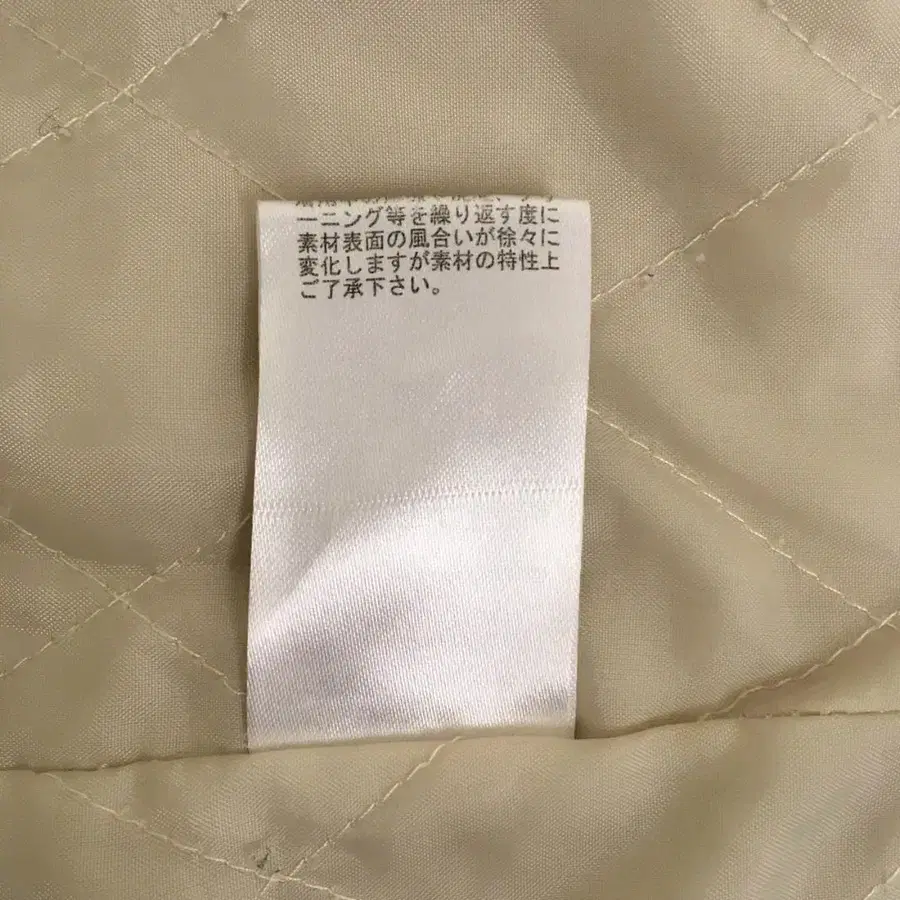 ーニング等を繰り返す度に
素材表面の風合いが徐々に
変化しますが素材の特性上
ご了承下さい。